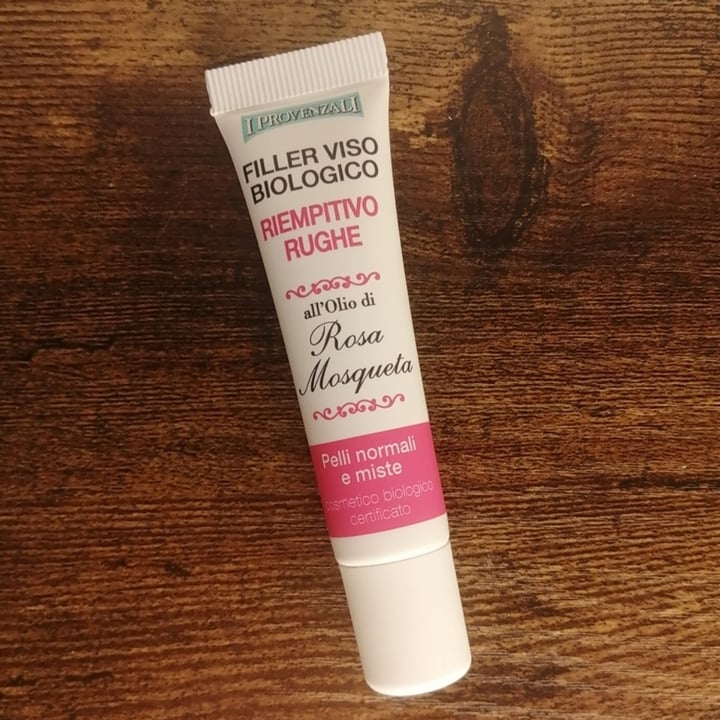 I PROVENZALI
FILLER VISO
BIOLOGICO
RIEMPITIVO
RUGHE
all'Olio di
Rosa
Mosqueta
Pelli normali
e miste
cosmetico biologico
certificato